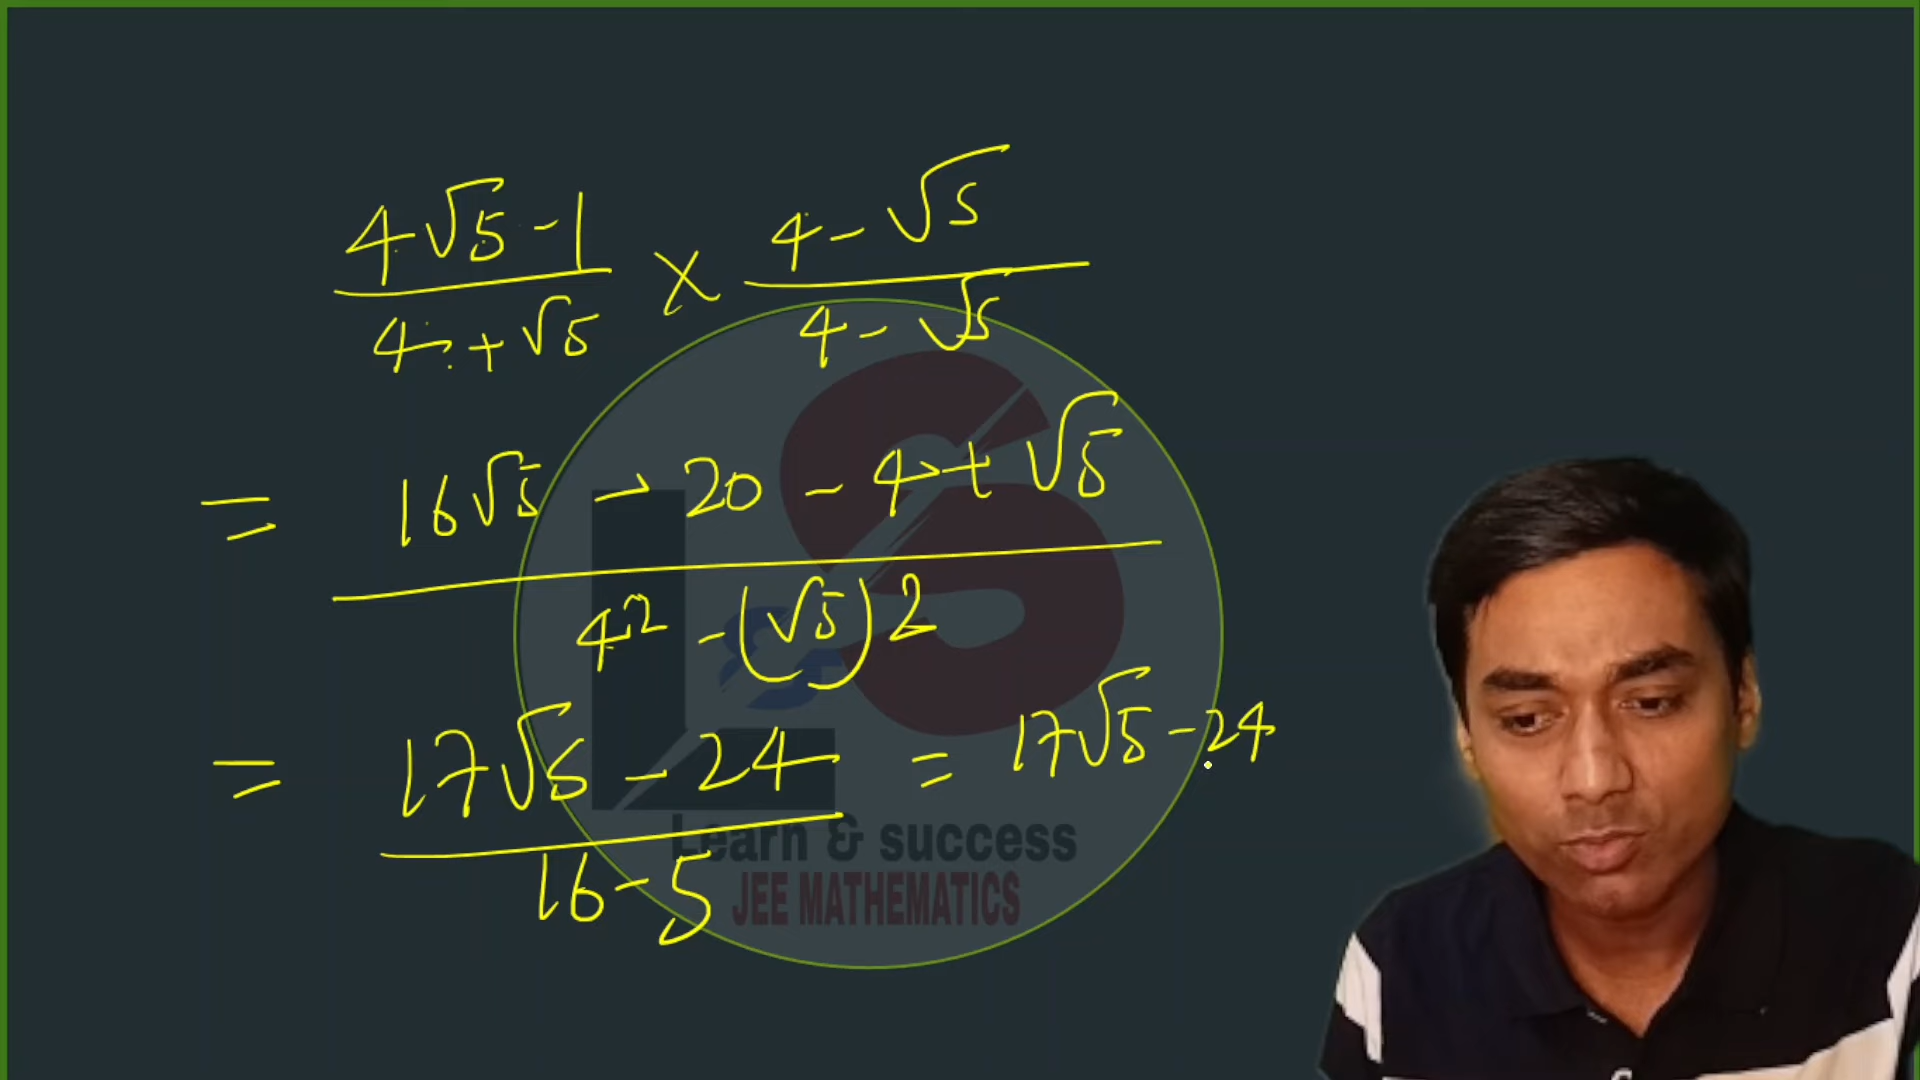 4√5 - 1 × 4 - √5
4 + √5 4 - √5
= 16√5 - 20 - 4 + √5
4² - (√5)²
= 17√5 - 24 = 17√5 - 24
16 - 5
LS
Learn & success
JEE MATHEMATICS